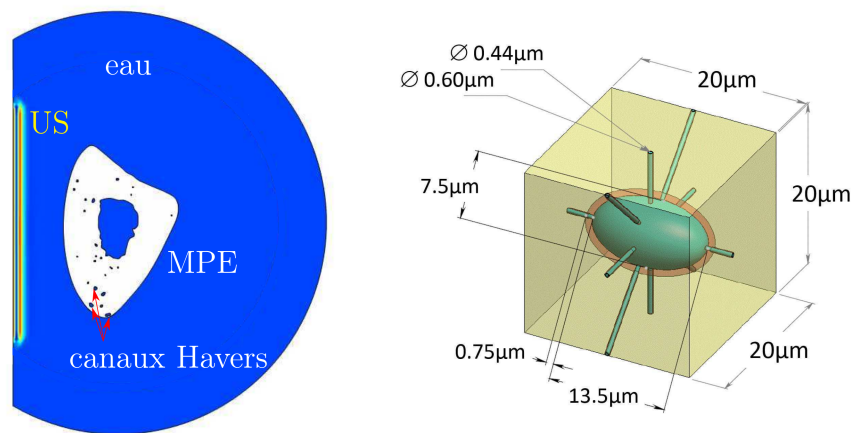 eau
US
MPE
canaux Havers
∅ 0.44µm
∅ 0.60µm
20µm
7.5µm
20µm
0.75µm
20µm
13.5µm